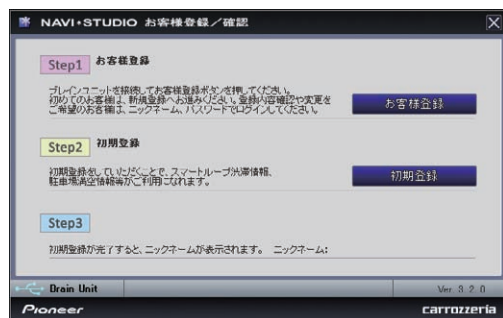 NAVI・STUDIO お客様登録／確認
Step1 お客様登録
ブレインユニットを接続してお客様登録ボタンを押してください。
初めてのお客様は、新規登録へお進みください。登録内容確認や変更を
ご希望のお客様は、ニックネーム、パスワードでログインしてください。
お客様登録
Step2 初期登録
初期登録をしていただくことで、スマートループ渋滞情報、
駐車場満空情報等がご利用になれます。
初期登録
Step3
初期登録が完了すると、ニックネームが表示されます。 ニックネーム:
Brain Unit
Ver. 3.2.0
Pioneer
carrozzeria